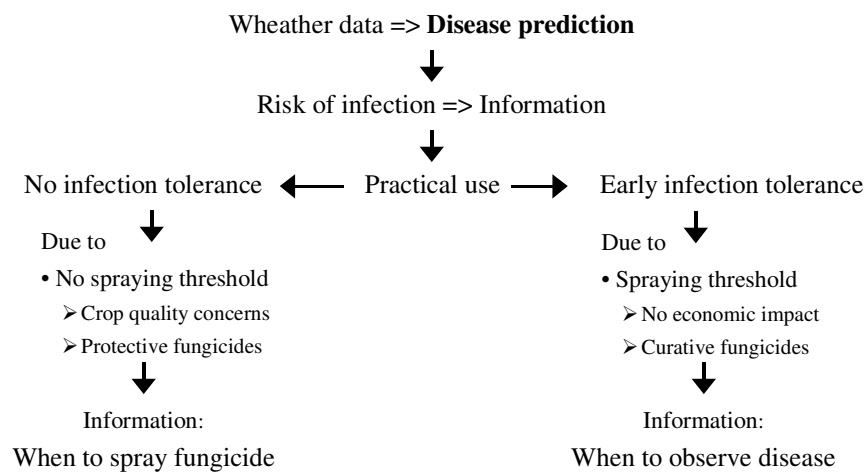 Wheather data => Disease prediction
Risk of infection => Information
No infection tolerance
Practical use
Early infection tolerance
Due to
• No spraying threshold
➢ Crop quality concerns
➢ Protective fungicides
Information:
When to spray fungicide
Due to
• Spraying threshold
➢ No economic impact
➢ Curative fungicides
Information:
When to observe disease